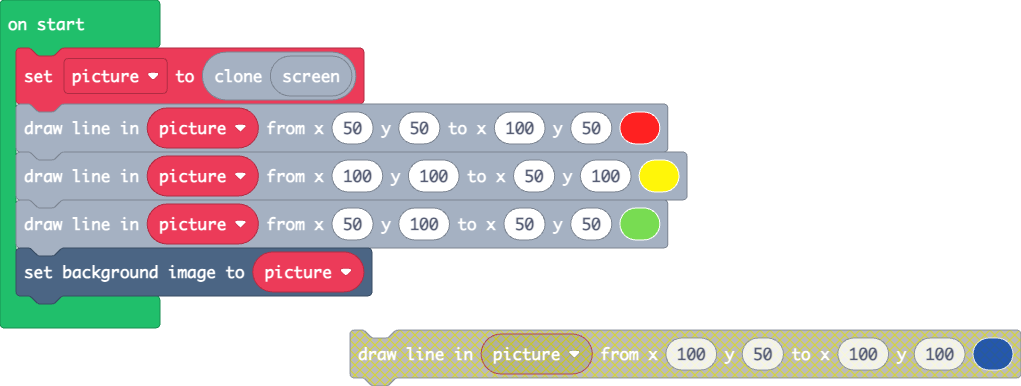 on start
set picture to clone screen
draw line in picture from x 50 y 50 to x 100 y 50
draw line in picture from x 100 y 100 to x 50 y 100
draw line in picture from x 50 y 100 to x 50 y 50
set background image to picture
draw line in picture from x 100 y 50 to x 100 y 100